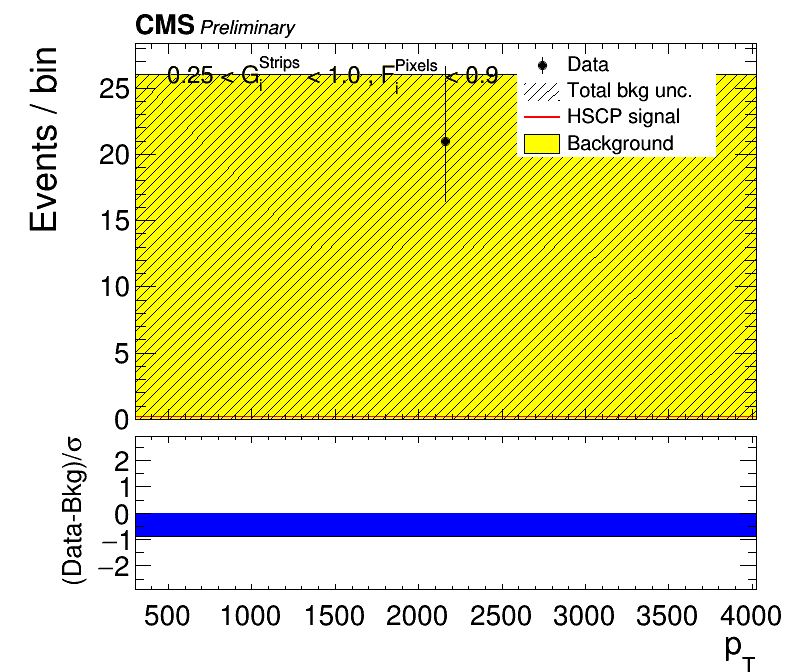 CMS Preliminary
Events / bin
25
20
15
10
5
0
0.25 < G_i^Strips < 1.0 , F_i^Pixels < 0.9
Data
Total bkg unc.
HSCP signal
Background
(Data-Bkg)/σ
2
1
0
−1
−2
500 1000 1500 2000 2500 3000 3500 4000
p_T